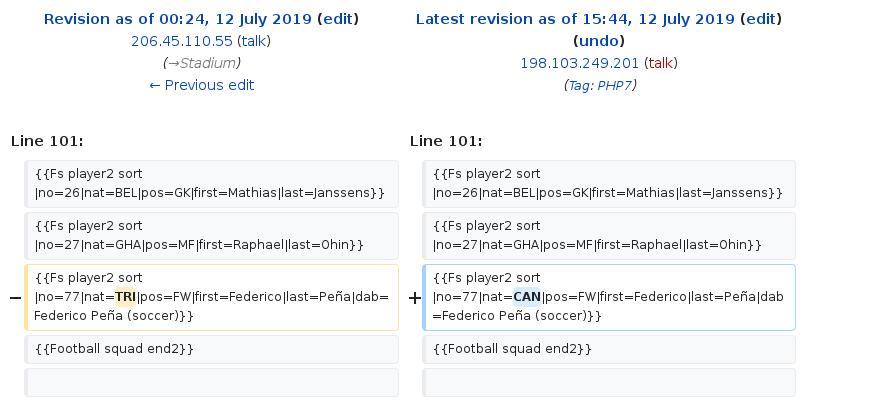 Revision as of 00:24, 12 July 2019 (edit)
206.45.110.55 (talk)
(→Stadium)
← Previous edit
Latest revision as of 15:44, 12 July 2019 (edit)
(undo)
198.103.249.201 (talk)
(Tag: PHP7)
Line 101:
Line 101:
{{Fs player2 sort
|no=26|nat=BEL|pos=GK|first=Mathias|last=Janssens}}
{{Fs player2 sort
|no=26|nat=BEL|pos=GK|first=Mathias|last=Janssens}}
{{Fs player2 sort
|no=27|nat=GHA|pos=MF|first=Raphael|last=Ohin}}
{{Fs player2 sort
|no=27|nat=GHA|pos=MF|first=Raphael|last=Ohin}}
− {{Fs player2 sort
|no=77|nat=TRI|pos=FW|first=Federico|last=Peña|dab=
Federico Peña (soccer)}}
+ {{Fs player2 sort
|no=77|nat=CAN|pos=FW|first=Federico|last=Peña|dab
=Federico Peña (soccer)}}
{{Football squad end2}}
{{Football squad end2}}